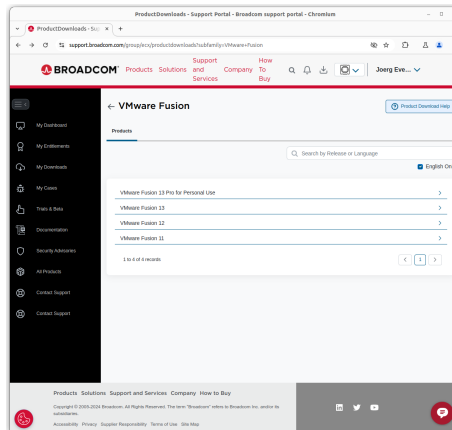 ProductDownloads - Support Portal - Broadcom support portal - Chromium
ProductDownloads - Sup
support.broadcom.com/group/ecx/productdownloads?subfamily=VMware+Fusion
BROADCOM Products Solutions Support and Services Company How To Buy
Joerg Eve...
VMware Fusion
Product Download Help
My Dashboard
My Entitlements
My Downloads
My Cases
Trials & Beta
Documentation
Security Advisories
All Products
Contact Support
Contact Support
Products
Search by Release or Language
English On
VMware Fusion 13 Pro for Personal Use
VMware Fusion 13
VMware Fusion 12
VMware Fusion 11
1 to 4 of 4 records
1
Products Solutions Support and Services Company How to Buy
Copyright © 2005-2024 Broadcom. All Rights Reserved. The term "Broadcom" refers to Broadcom Inc. and/or its
subsidiaries.
Accessibility Privacy Supplier Responsibility Terms of Use Site Map